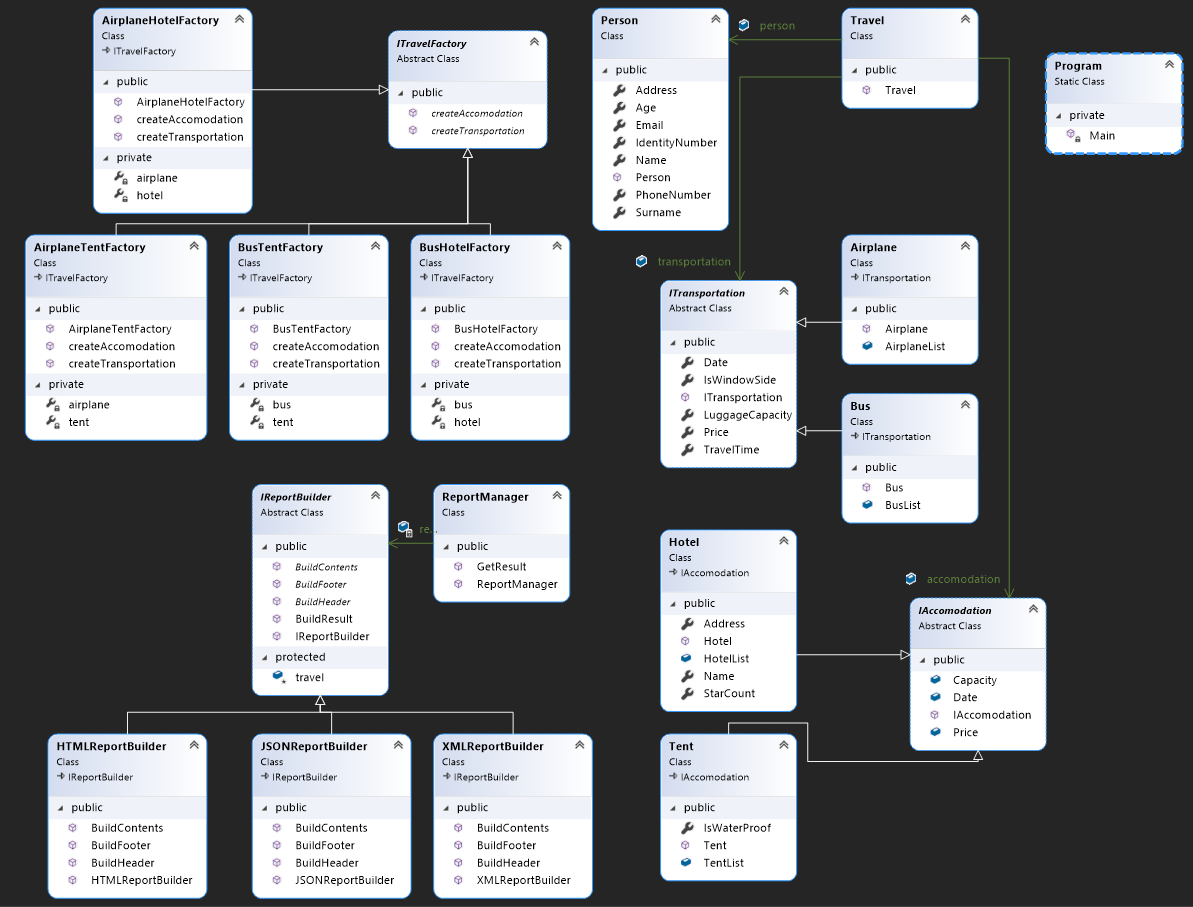 AirplaneHotelFactory
Class
ITravelFactory
public
AirplaneHotelFactory
createAccomodation
createTransportation
private
airplane
hotel
ITravelFactory
Abstract Class
public
createAccomodation
createTransportation
Person
Class
public
Address
Age
Email
IdentityNumber
Name
Person
PhoneNumber
Surname
person
Travel
Class
public
Travel
Program
Static Class
private
Main
AirplaneTentFactory
Class
ITravelFactory
public
AirplaneTentFactory
createAccomodation
createTransportation
private
airplane
tent
BusTentFactory
Class
ITravelFactory
public
BusTentFactory
createAccomodation
createTransportation
private
bus
tent
BusHotelFactory
Class
ITravelFactory
public
BusHotelFactory
createAccomodation
createTransportation
private
bus
hotel
transportation
ITransportation
Abstract Class
public
Date
IsWindowSide
ITransportation
LuggageCapacity
Price
TravelTime
Airplane
Class
ITransportation
public
Airplane
AirplaneList
Bus
Class
ITransportation
public
Bus
BusList
IReportBuilder
Abstract Class
public
BuildContents
BuildFooter
BuildHeader
BuildResult
IReportBuilder
protected
travel
re...
ReportManager
Class
public
GetResult
ReportManager
Hotel
Class
IAccomodation
public
Address
Hotel
HotelList
Name
StarCount
accomodation
IAccomodation
Abstract Class
public
Capacity
Date
IAccomodation
Price
HTMLReportBuilder
Class
IReportBuilder
public
BuildContents
BuildFooter
BuildHeader
HTMLReportBuilder
JSONReportBuilder
Class
IReportBuilder
public
BuildContents
BuildFooter
BuildHeader
JSONReportBuilder
XMLReportBuilder
Class
IReportBuilder
public
BuildContents
BuildFooter
BuildHeader
XMLReportBuilder
Tent
Class
IAccomodation
public
IsWaterProof
Tent
TentList